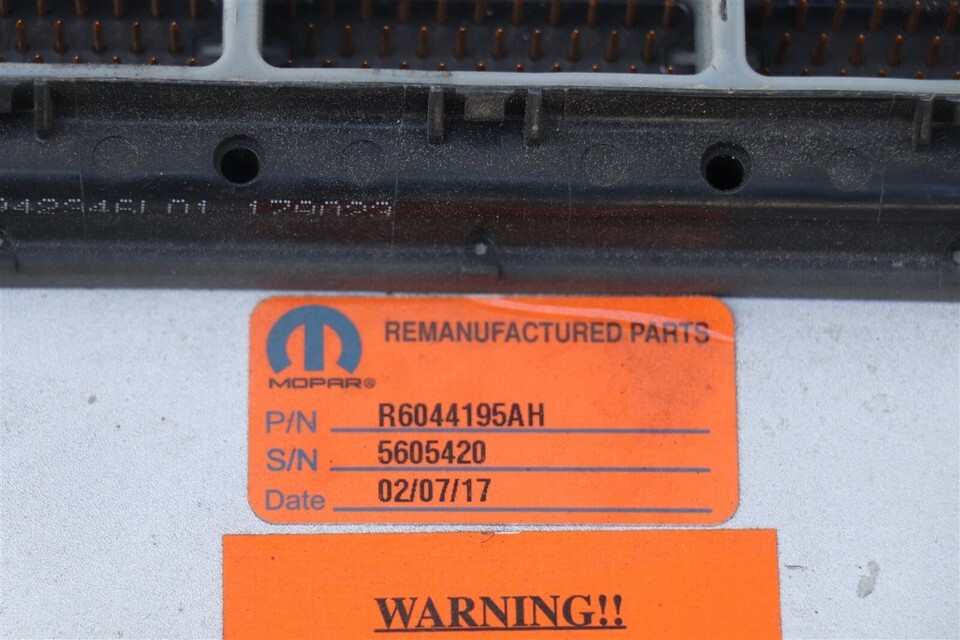 REMANUFACTURED PARTS
MOPAR®
P/N R6044195AH
S/N 5605420
Date 02/07/17
WARNING!!